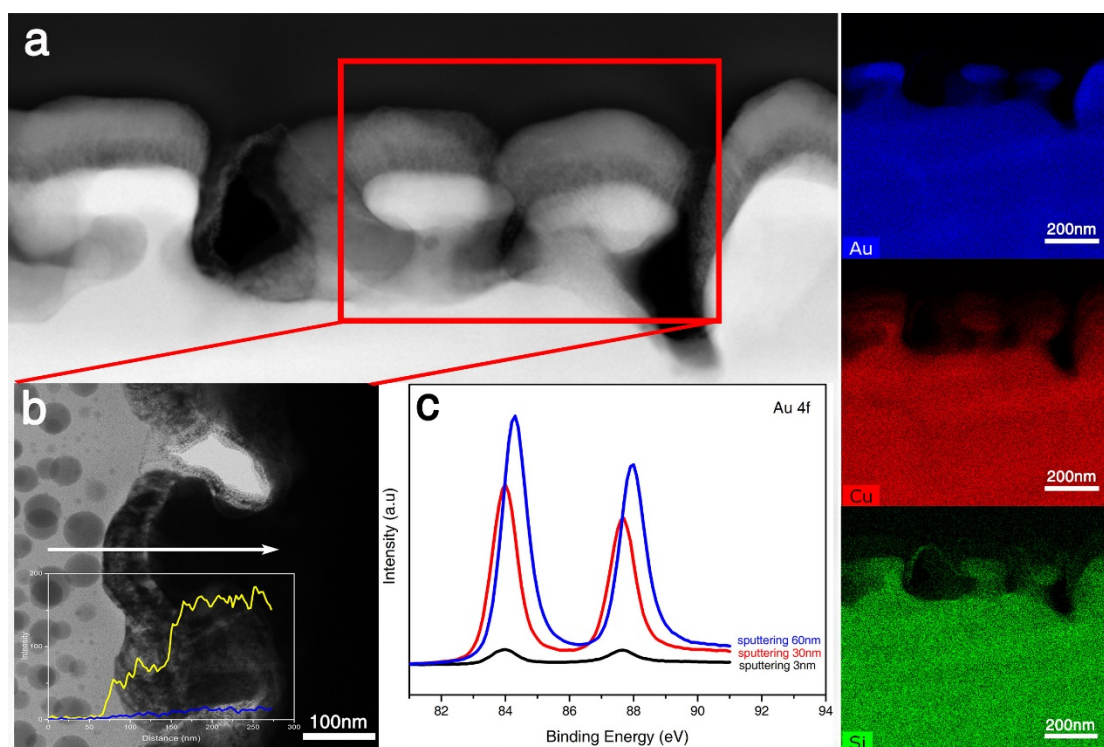 a
Au
200nm
Cu
200nm
Si
200nm
b
200
100
0
Intensity
0
50
100
150
200
250
300
Distance (nm)
100nm
c
Au 4f
Intensity (a.u)
sputtering 60nm
sputtering 30nm
sputtering 3nm
82
84
86
88
90
92
94
Binding Energy (eV)